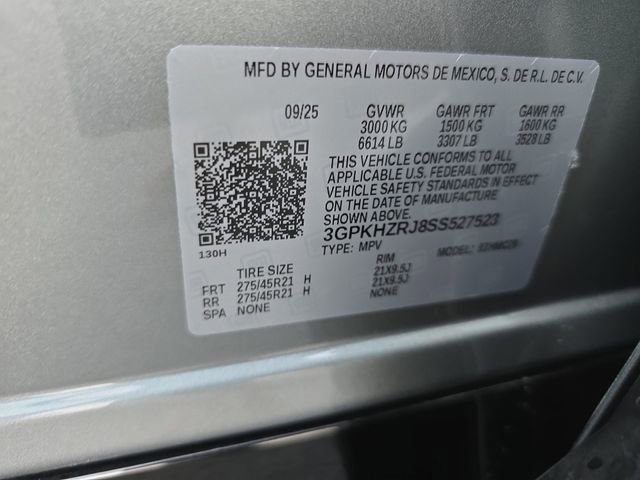 MFD BY GENERAL MOTORS DE MEXICO, S. DE R.L. DE C.V.
09/25 GVWR GAWR FRT GAWR RR
3000 KG 1500 KG 1600 KG
6614 LB 3307 LB 3528 LB
THIS VEHICLE CONFORMS TO ALL
APPLICABLE U.S. FEDERAL MOTOR
VEHICLE SAFETY STANDARDS IN EFFECT
ON THE DATE OF MANUFACTURE
SHOWN ABOVE.
3GPKHZRJ8SS527523
130H
TYPE: MPV MODEL:
TIRE SIZE RIM
FRT 275/45R21 H 21X9.5J
RR 275/45R21 H 21X9.5J
SPA NONE NONE